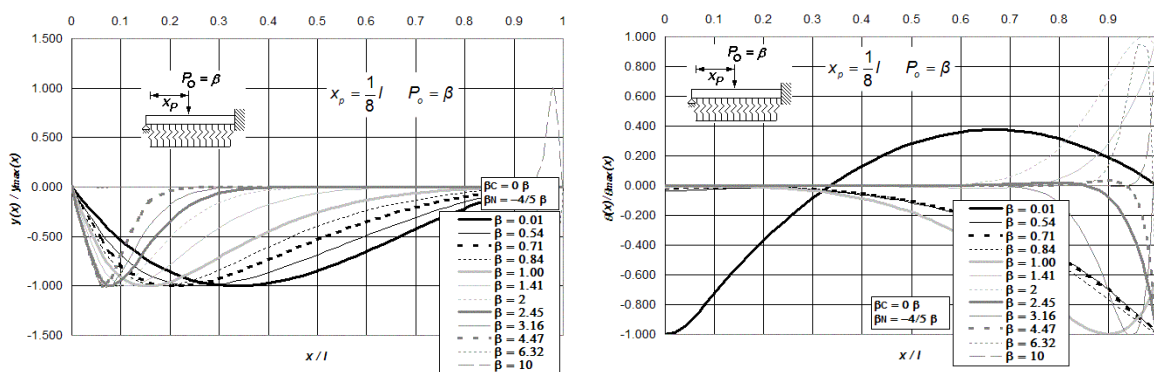 0 0.1 0.2 0.3 0.4 0.5 0.6 0.7 0.8 0.9 1
1.500
1.000
0.500
0.000
-0.500
-1.000
-1.500
y(x)/ymax(x)
x / l
Po = β
xP
xp = 1/8 l Po = β
βC = 0 β
βN = −4/5 β
β = 0.01
β = 0.54
β = 0.71
β = 0.84
β = 1.00
β = 1.41
β = 2
β = 2.45
β = 3.16
β = 4.47
β = 6.32
β = 10
0 0.1 0.2 0.3 0.4 0.5 0.6 0.7 0.8 0.9
1.000
0.800
0.600
0.400
0.200
0.000
-0.200
-0.400
-0.600
-0.800
-1.000
x / l
Po = β
xP
xp = 1/8 l Po = β
βC = 0 β
βN = −4/5 β
β = 0.01
β = 0.54
β = 0.71
β = 0.84
β = 1.00
β = 1.41
β = 2
β = 2.45
β = 3.16
β = 4.47
β = 6.32
β = 10